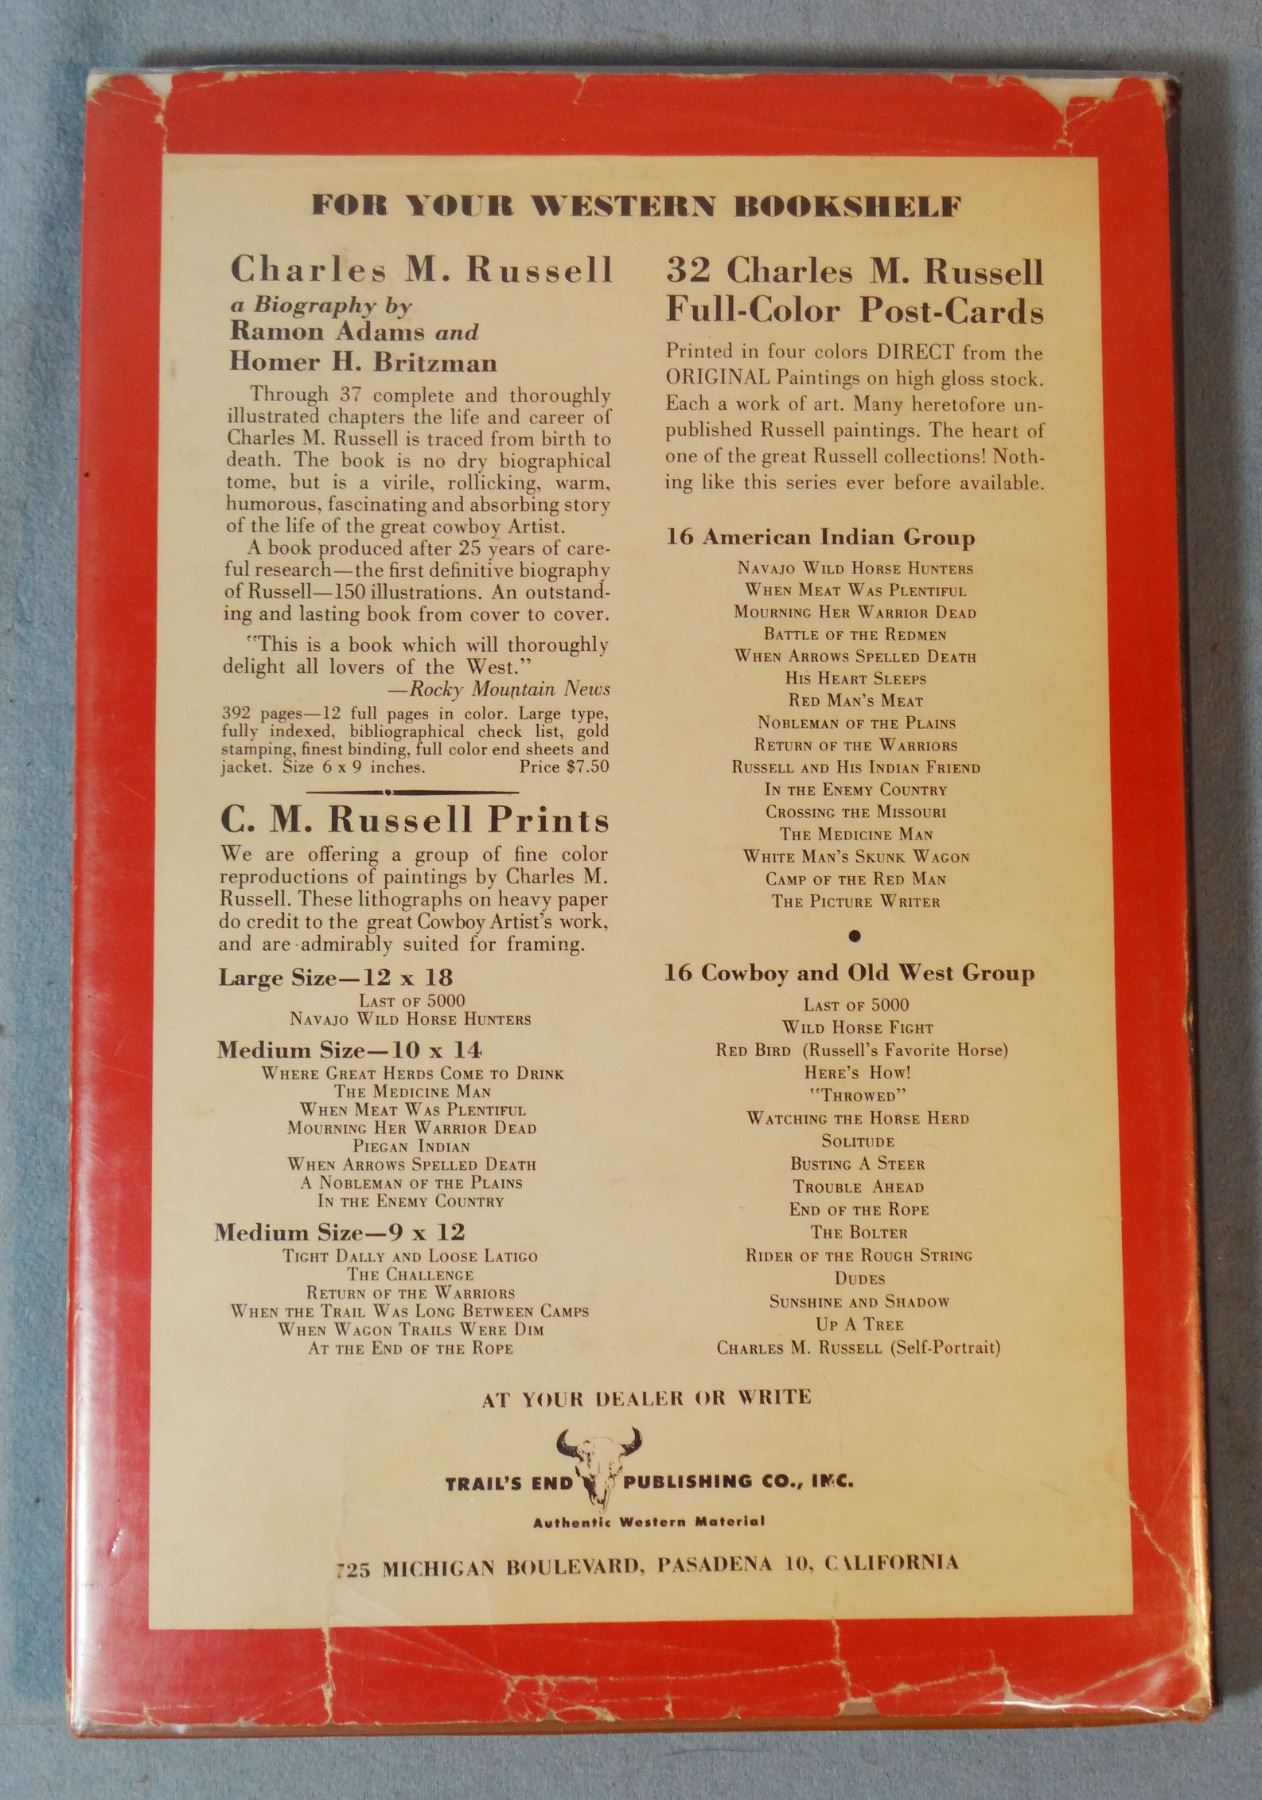 FOR YOUR WESTERN BOOKSHELF
Charles M. Russell
a Biography by
Ramon Adams and
Homer H. Britzman
Through 37 complete and thoroughly
illustrated chapters the life and career of
Charles M. Russell is traced from birth to
death. The book is no dry biographical
tome, but is a virile, rollicking, warm,
humorous, fascinating and absorbing story
of the life of the great cowboy Artist.
A book produced after 25 years of care-
ful research—the first definitive biography
of Russell—150 illustrations. An outstand-
ing and lasting book from cover to cover.
"This is a book which will thoroughly
delight all lovers of the West."
—Rocky Mountain News
392 pages—12 full pages in color. Large type,
fully indexed, bibliographical check list, gold
stamping, finest binding, full color end sheets and
jacket. Size 6 x 9 inches. Price $7.50
C. M. Russell Prints
We are offering a group of fine color
reproductions of paintings by Charles M.
Russell. These lithographs on heavy paper
do credit to the great Cowboy Artist's work,
and are admirably suited for framing.
Large Size—12 x 18
LAST OF 5000
NAVAJO WILD HORSE HUNTERS
Medium Size—10 x 14
WHERE GREAT HERDS COME TO DRINK
THE MEDICINE MAN
WHEN MEAT WAS PLENTIFUL
MOURNING HER WARRIOR DEAD
PIEGAN INDIAN
WHEN ARROWS SPELLED DEATH
A NOBLEMAN OF THE PLAINS
IN THE ENEMY COUNTRY
Medium Size—9 x 12
TIGHT DALLY AND LOOSE LATIGO
THE CHALLENGE
RETURN OF THE WARRIORS
WHEN THE TRAIL WAS LONG BETWEEN CAMPS
WHEN WAGON TRAILS WERE DIM
AT THE END OF THE ROPE
32 Charles M. Russell
Full-Color Post-Cards
Printed in four colors DIRECT from the
ORIGINAL Paintings on high gloss stock.
Each a work of art. Many heretofore un-
published Russell paintings. The heart of
one of the great Russell collections! Noth-
ing like this series ever before available.
16 American Indian Group
NAVAJO WILD HORSE HUNTERS
WHEN MEAT WAS PLENTIFUL
MOURNING HER WARRIOR DEAD
BATTLE OF THE REDMEN
WHEN ARROWS SPELLED DEATH
HIS HEART SLEEPS
RED MAN'S MEAT
NOBLEMAN OF THE PLAINS
RETURN OF THE WARRIORS
RUSSELL AND HIS INDIAN FRIEND
IN THE ENEMY COUNTRY
CROSSING THE MISSOURI
THE MEDICINE MAN
WHITE MAN'S SKUNK WAGON
CAMP OF THE RED MAN
THE PICTURE WRITER
16 Cowboy and Old West Group
LAST OF 5000
WILD HORSE FIGHT
RED BIRD (Russell's Favorite Horse)
HERE'S HOW!
"THROWED"
WATCHING THE HORSE HERD
SOLITUDE
BUSTING A STEER
TROUBLE AHEAD
END OF THE ROPE
THE BOLTER
RIDER OF THE ROUGH STRING
DUDES
SUNSHINE AND SHADOW
UP A TREE
CHARLES M. RUSSELL (Self-Portrait)
AT YOUR DEALER OR WRITE
TRAIL'S END PUBLISHING CO., INC.
Authentic Western Material
725 MICHIGAN BOULEVARD, PASADENA 10, CALIFORNIA